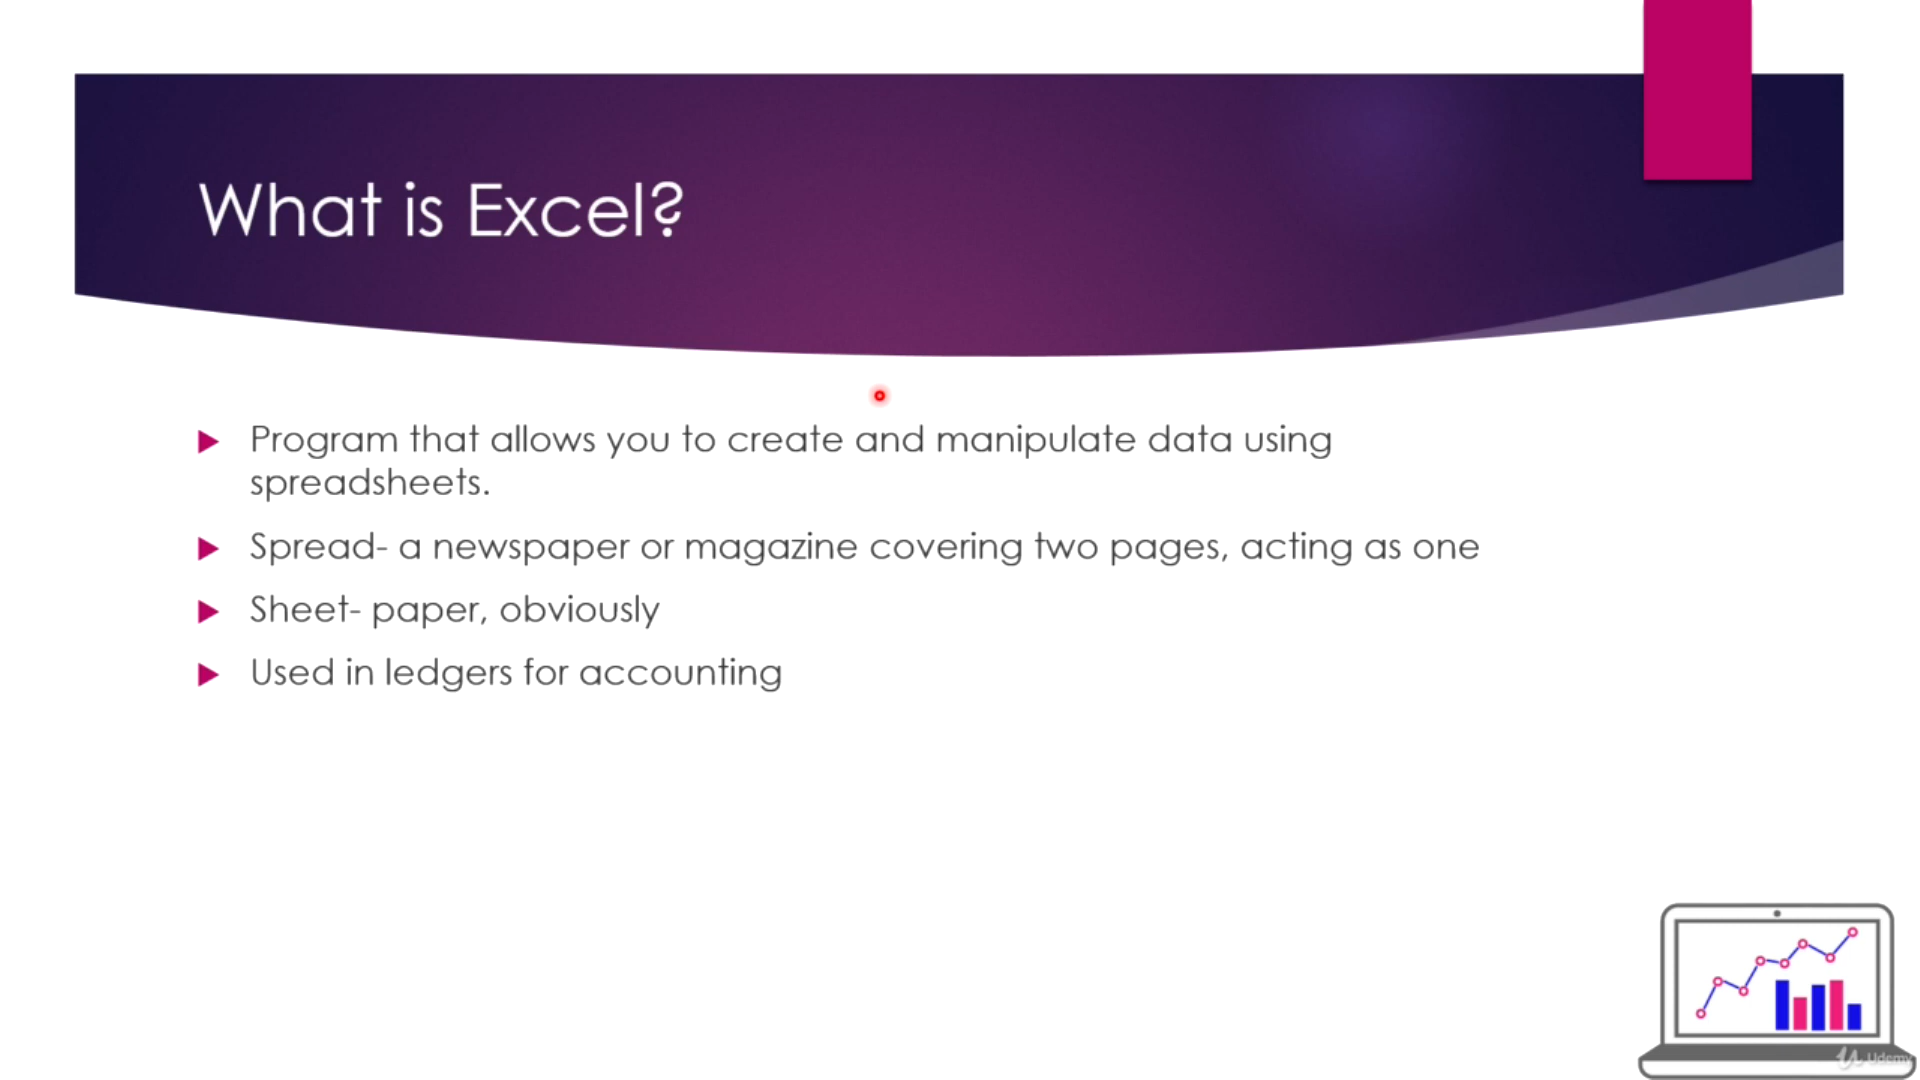 What is Excel?
Program that allows you to create and manipulate data using
spreadsheets.
Spread- a newspaper or magazine covering two pages, acting as one
Sheet- paper, obviously
Used in ledgers for accounting
Udemy